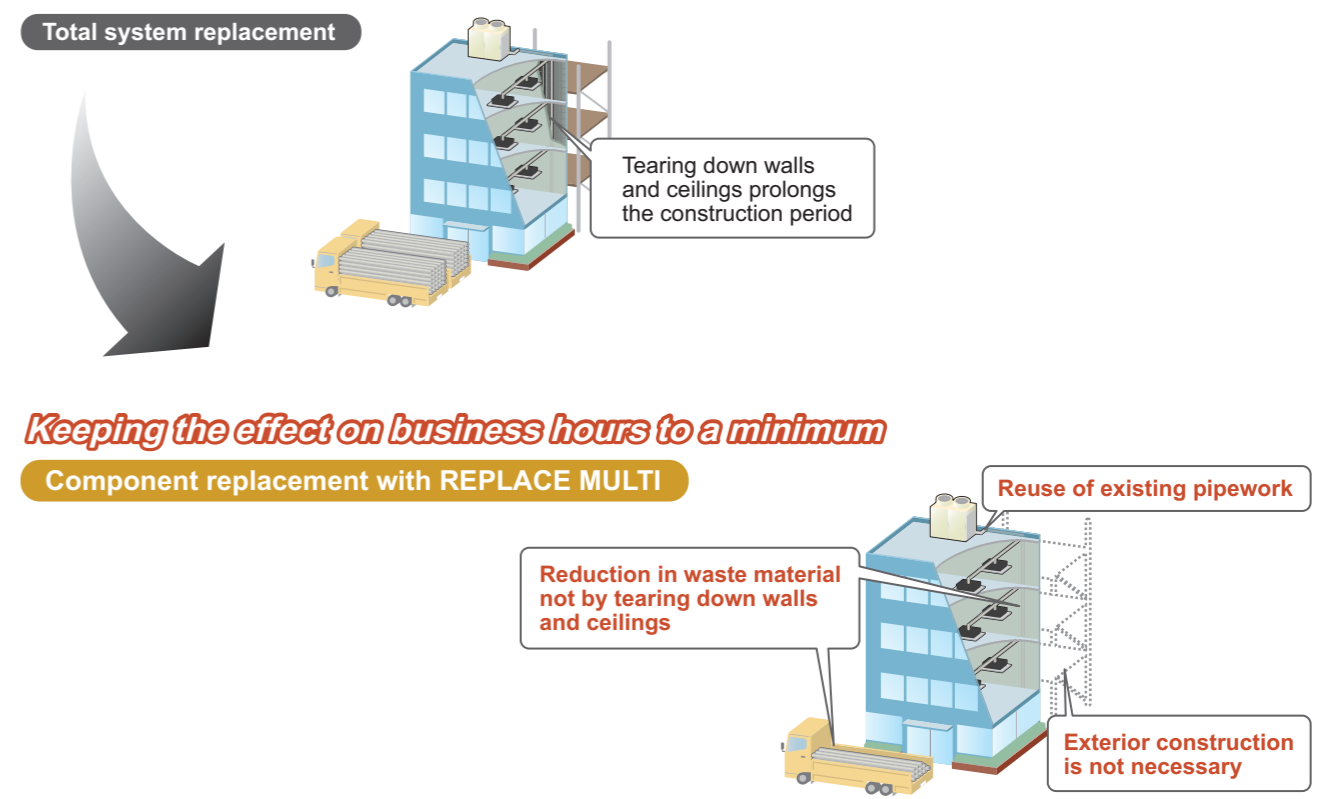 Total system replacement
Tearing down walls
and ceilings prolongs
the construction period
Keeping the effect on business hours to a minimum
Component replacement with REPLACE MULTI
Reuse of existing pipework
Reduction in waste material
not by tearing down walls
and ceilings
Exterior construction
is not necessary